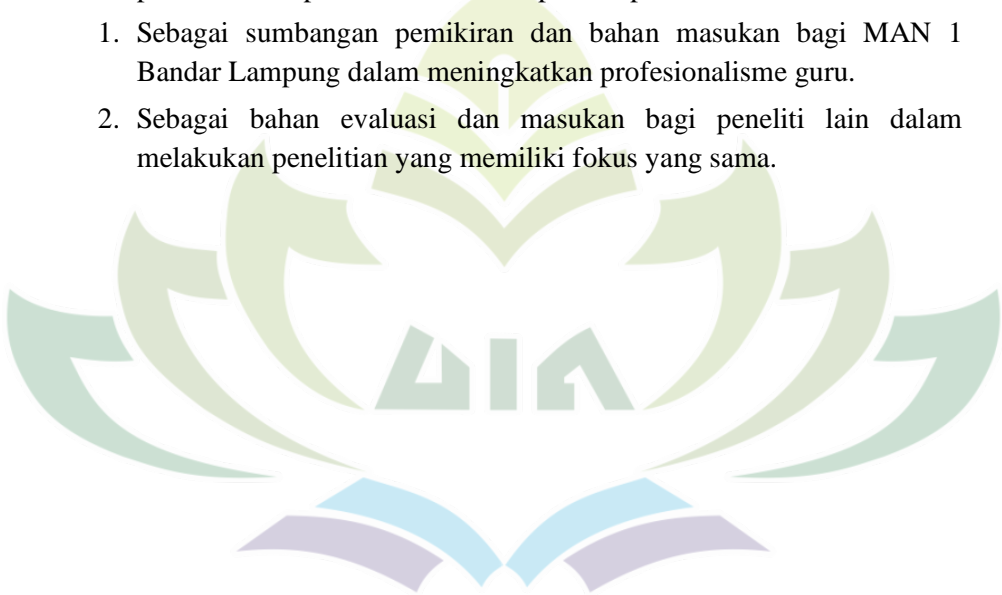 1. Sebagai sumbangan pemikiran dan bahan masukan bagi MAN 1
Bandar Lampung dalam meningkatkan profesionalisme guru.
2. Sebagai bahan evaluasi dan masukan bagi peneliti lain dalam
melakukan penelitian yang memiliki fokus yang sama.
UIN